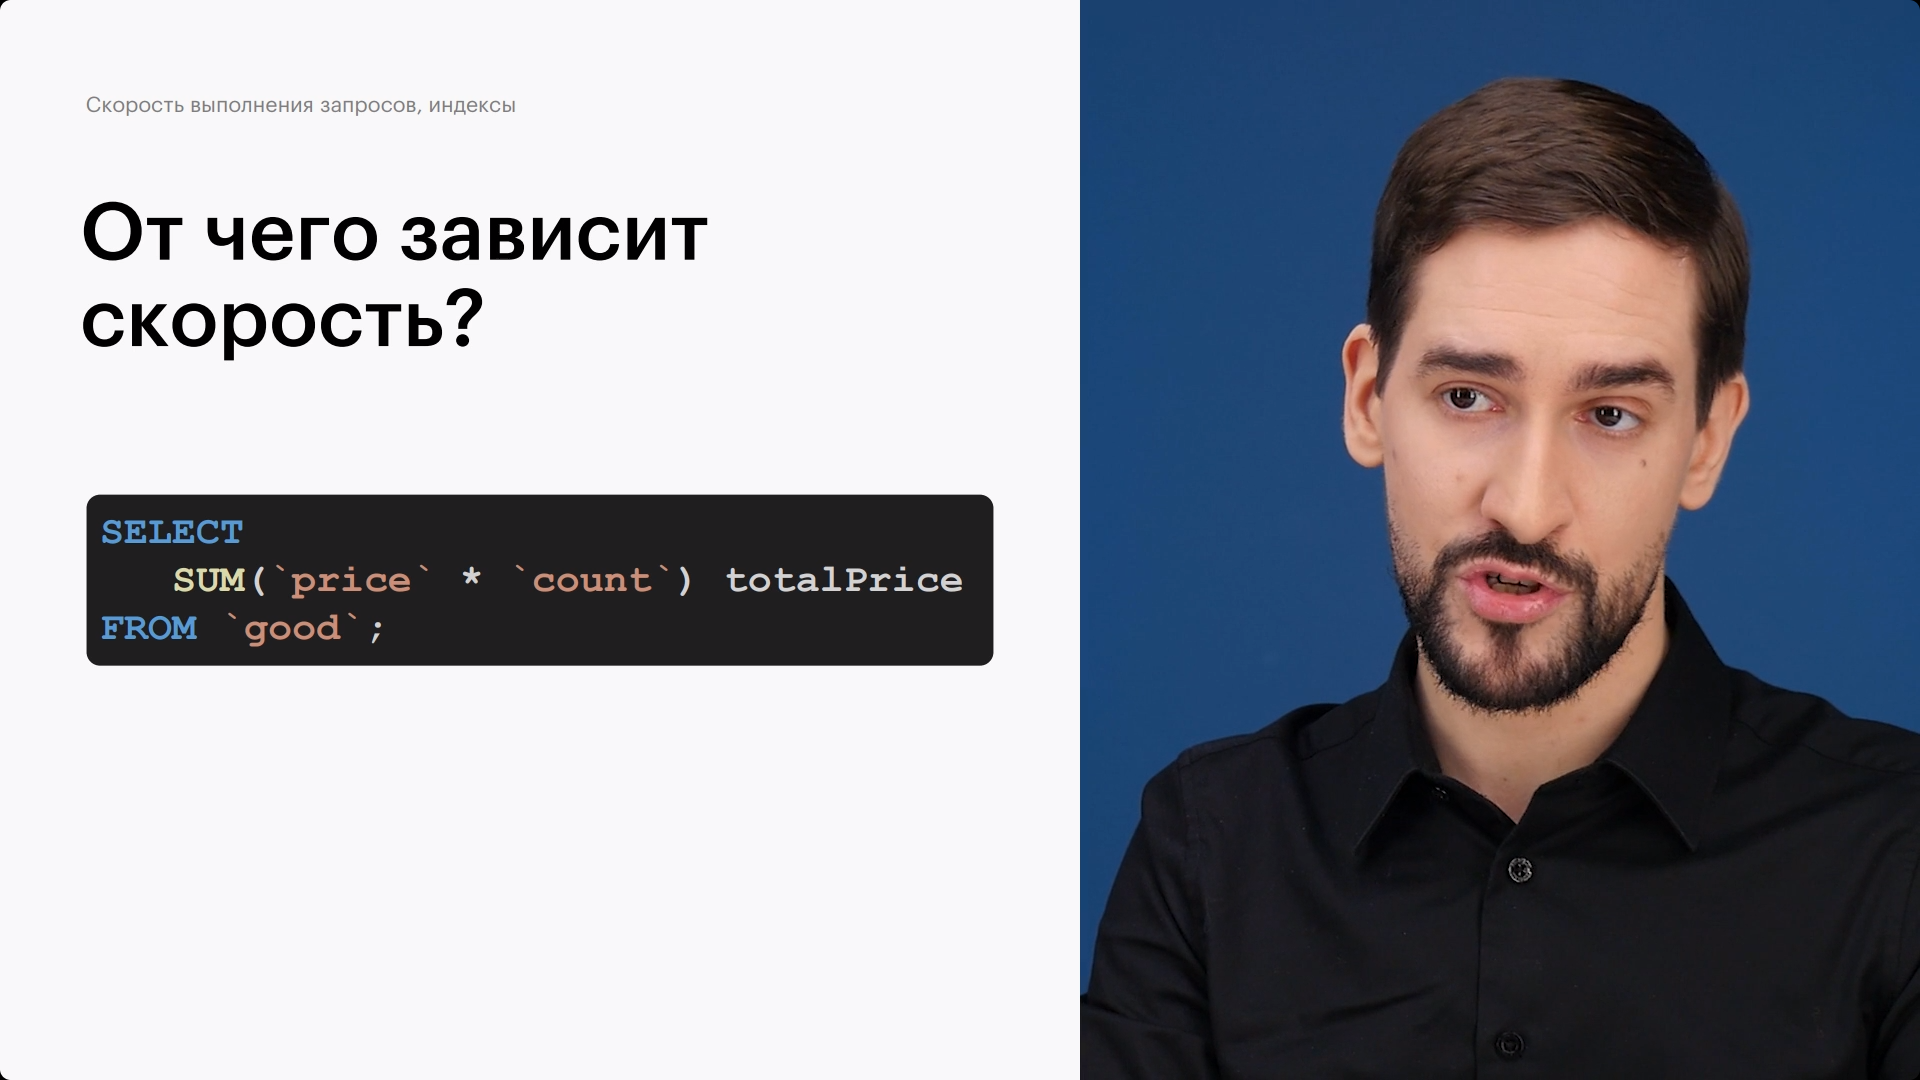 Скорость выполнения запросов, индексы
От чего зависит
скорость?
SELECT
SUM(`price` * `count`) totalPrice
FROM `good`;